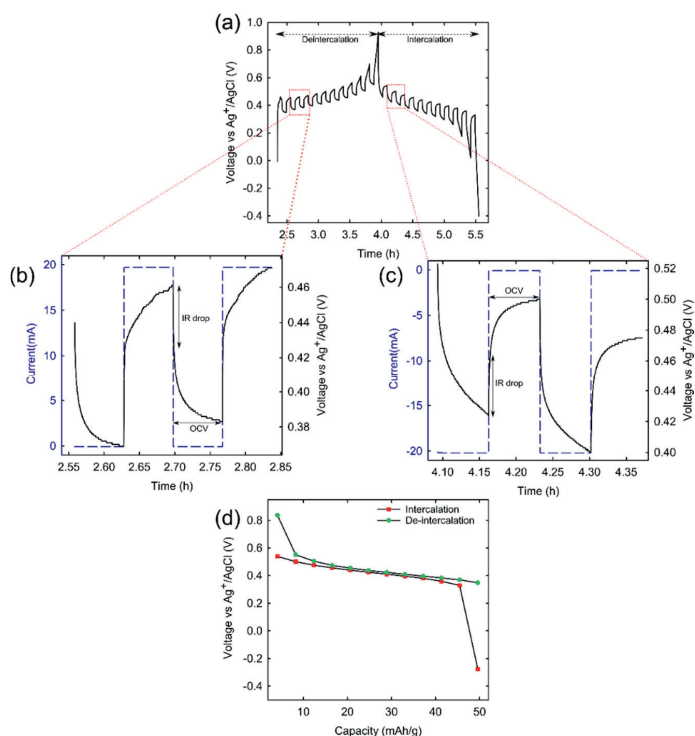 (a)
Voltage vs Ag+/AgCl (V)
1.0
0.8
0.6
0.4
0.2
0.0
-0.2
-0.4
Deintercalation
Intercalation
2.5 3.0 3.5 4.0 4.5 5.0 5.5
Time (h)
(b)
Current(mA)
20
15
10
5
0
IR drop
OCV
0.46
0.44
0.42
0.40
0.38
Voltage vs Ag+/AgCl (V)
2.55 2.60 2.65 2.70 2.75 2.80 2.85
Time (h)
(c)
Current(mA)
0
-5
-10
-15
-20
OCV
IR drop
0.52
0.50
0.48
0.46
0.44
0.42
0.40
Voltage vs Ag+/AgCl (V)
4.10 4.15 4.20 4.25 4.30 4.35
Time (h)
(d)
Voltage vs Ag+/AgCl (V)
0.8
0.6
0.4
0.2
0.0
-0.2
-0.4
Intercalation
De-intercalation
10 20 30 40 50
Capacity (mAh/g)